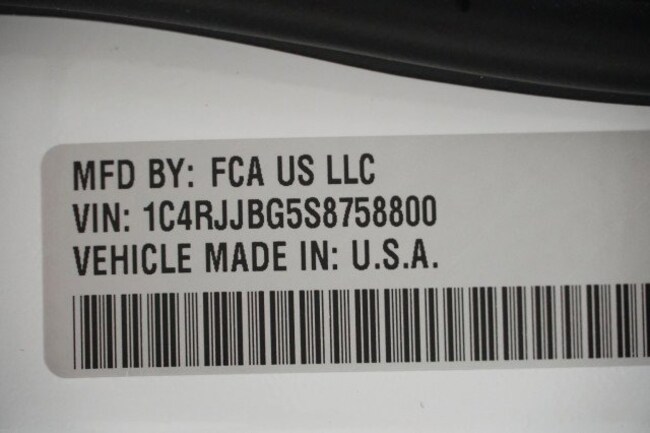 MFD BY: FCA US LLC
VIN: 1C4RJJBG5S8758800
VEHICLE MADE IN: U.S.A.